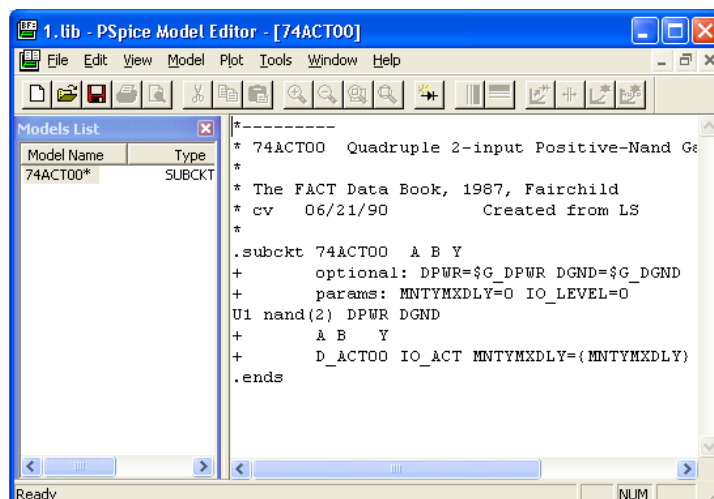 1.lib - PSpice Model Editor - [74ACT00]
File Edit View Model Plot Tools Window Help
Models List
Model Name Type
74ACT00* SUBCKT
*---------
* 74ACT00 Quadruple 2-input Positive-Nand Ga
*
* The FACT Data Book, 1987, Fairchild
* cv 06/21/90 Created from LS
*
.subckt 74ACT00 A B Y
+ optional: DPWR=$G_DPWR DGND=$G_DGND
+ params: MNTYMXDLY=0 IO_LEVEL=0
U1 nand(2) DPWR DGND
+ A B Y
+ D_ACT00 IO_ACT MNTYMXDLY={MNTYMXDLY}
.ends
Ready NUM